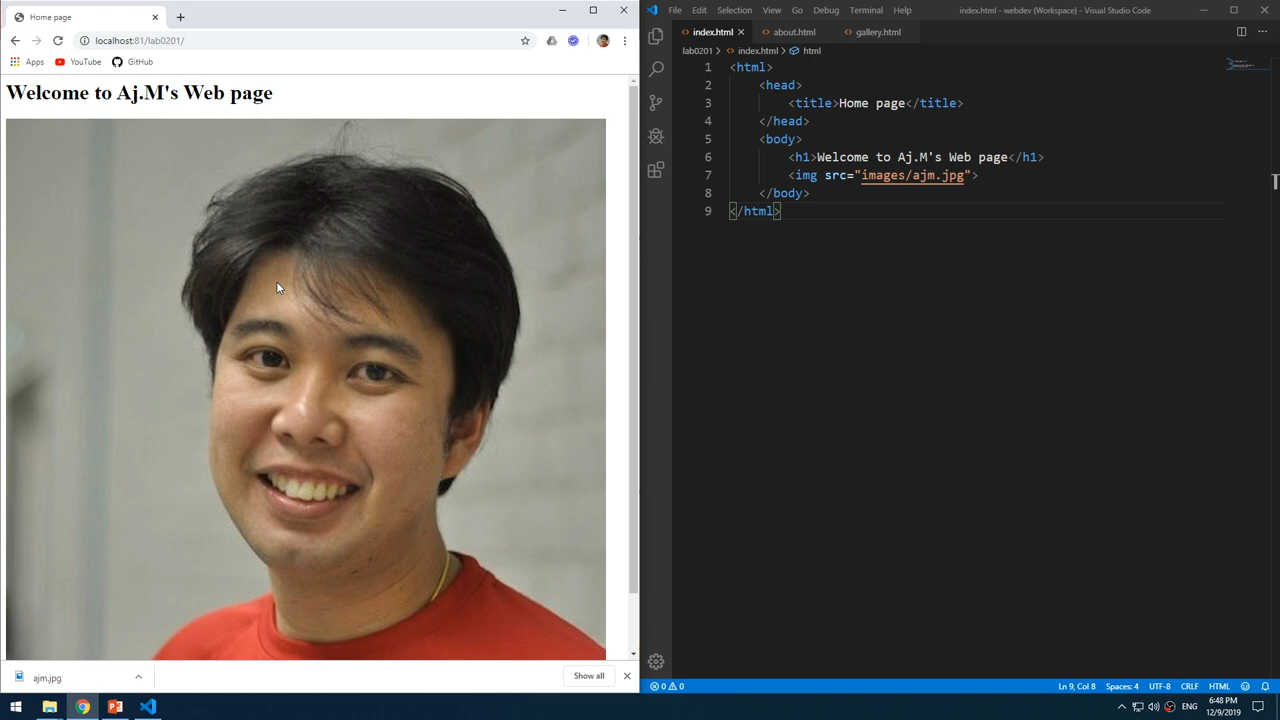 Home page
localhost:81/lab0201/
Apps YouTube GitHub
Welcome to Aj.M's Web page
ajm.jpg
Show all
File Edit Selection View Go Debug Terminal Help
index.html - webdev (Workspace) - Visual Studio Code
index.html about.html gallery.html
lab0201 > index.html > html
1 <html>
2 <head>
3 <title>Home page</title>
4 </head>
5 <body>
6 <h1>Welcome to Aj.M's Web page</h1>
7 <img src="images/ajm.jpg">
8 </body>
9 </html>
0 0 Ln 9, Col 8 Spaces: 4 UTF-8 CRLF HTML
ENG
6:48 PM
12/9/2019